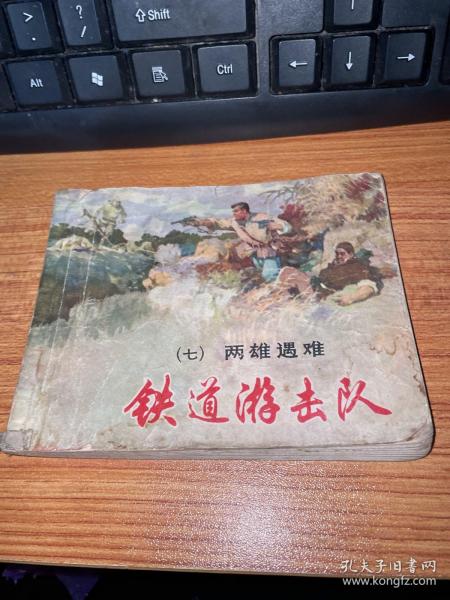 > .
? /
⇧ Shift
Alt
Ctrl
← ↓ →
（七） 两雄遇难
铁道游击队
孔夫子旧书网
www.kongfz.com